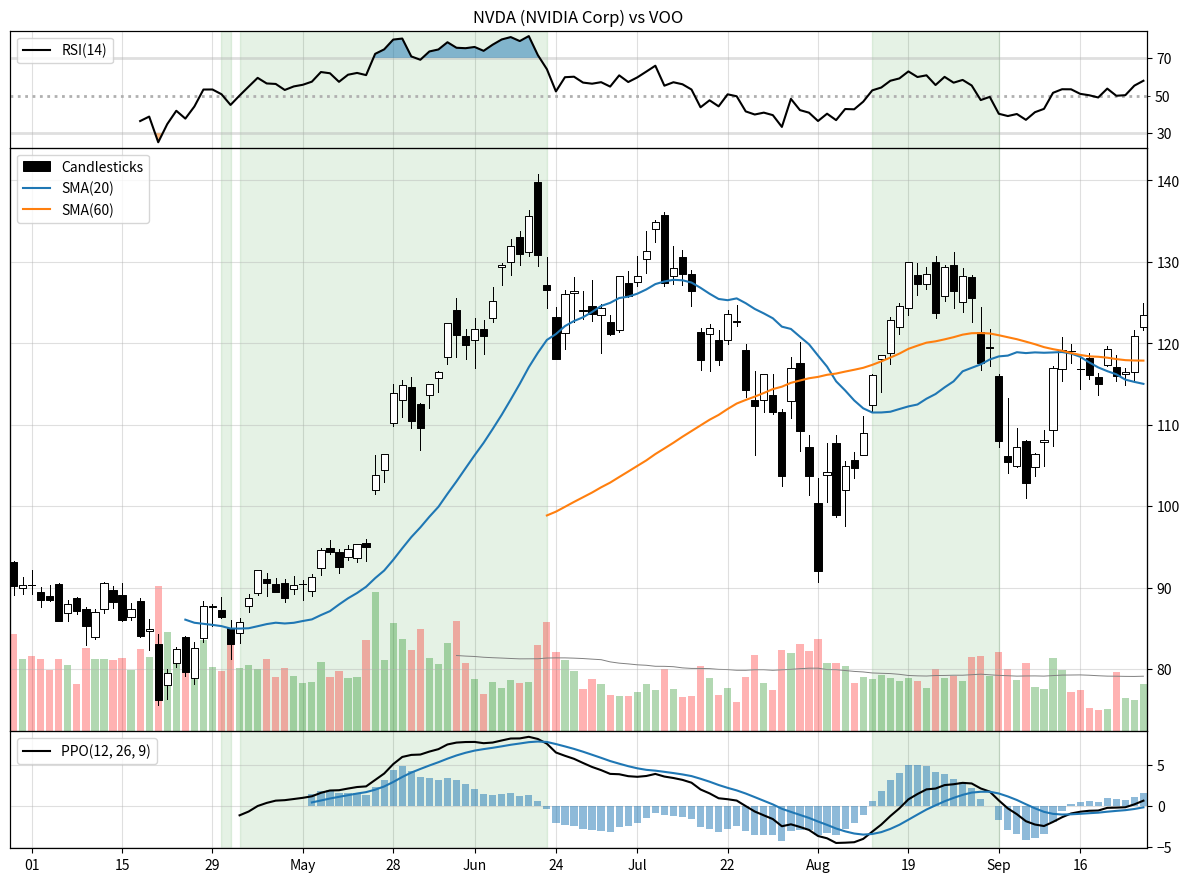 NVDA (NVIDIA Corp) vs VOO
RSI(14)
70
50
30
Candlesticks
SMA(20)
SMA(60)
140
130
120
110
100
90
80
PPO(12, 26, 9)
5
0
−5
01 15 29 May 28 Jun 24 Jul 22 Aug 19 Sep 16